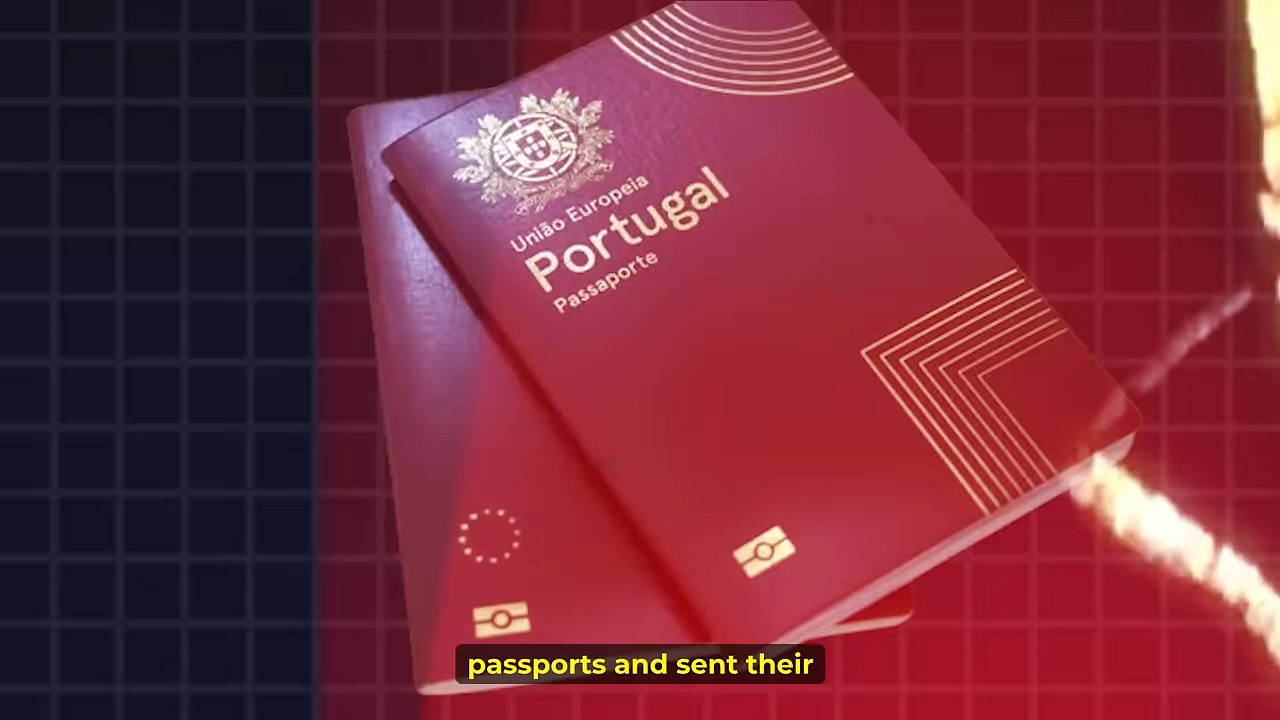 União Europeia
Portugal
Passaporte
passports and sent their